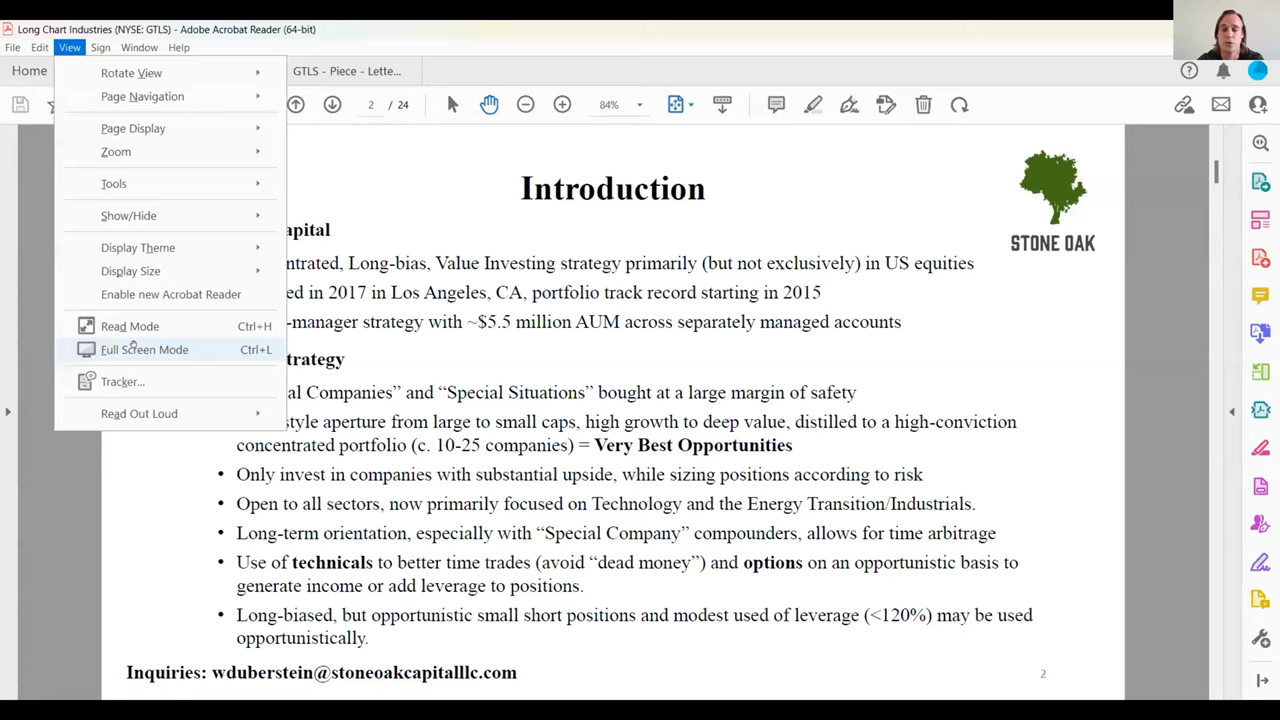 Long Chart Industries (NYSE: GTLS) - Adobe Acrobat Reader (64-bit)
File Edit View Sign Window Help
Home
GTLS - Piece - Lette...
2 / 24
84%
Rotate View
Page Navigation
Page Display
Zoom
Tools
Show/Hide
Display Theme
Display Size
Enable new Acrobat Reader
Read Mode Ctrl+H
Full Screen Mode Ctrl+L
Tracker...
Read Out Loud
Introduction
STONE OAK
apital
ntrated, Long-bias, Value Investing strategy primarily (but not exclusively) in US equities
ed in 2017 in Los Angeles, CA, portfolio track record starting in 2015
-manager strategy with ~$5.5 million AUM across separately managed accounts
trategy
al Companies” and “Special Situations” bought at a large margin of safety
style aperture from large to small caps, high growth to deep value, distilled to a high-conviction
concentrated portfolio (c. 10-25 companies) = Very Best Opportunities
• Only invest in companies with substantial upside, while sizing positions according to risk
• Open to all sectors, now primarily focused on Technology and the Energy Transition/Industrials.
• Long-term orientation, especially with “Special Company” compounders, allows for time arbitrage
• Use of technicals to better time trades (avoid “dead money”) and options on an opportunistic basis to
generate income or add leverage to positions.
• Long-biased, but opportunistic small short positions and modest used of leverage (<120%) may be used
opportunistically.
Inquiries: wduberstein@stoneoakcapitalllc.com
2